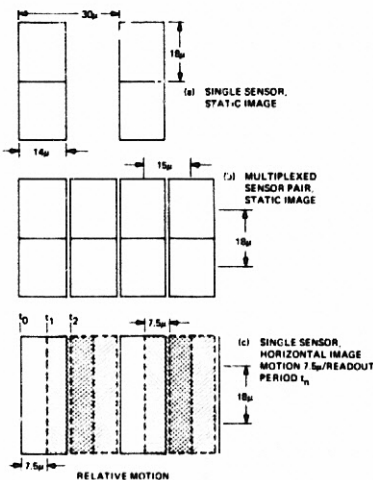 30μ
18μ
(a) SINGLE SENSOR,
STATIC IMAGE
14μ
15μ
(b) MULTIPLEXED
SENSOR PAIR,
STATIC IMAGE
18μ
t0 t1 t2
7.5μ
(c) SINGLE SENSOR,
HORIZONTAL IMAGE
MOTION 7.5μ/READOUT
PERIOD tn
18μ
7.5μ
RELATIVE MOTION